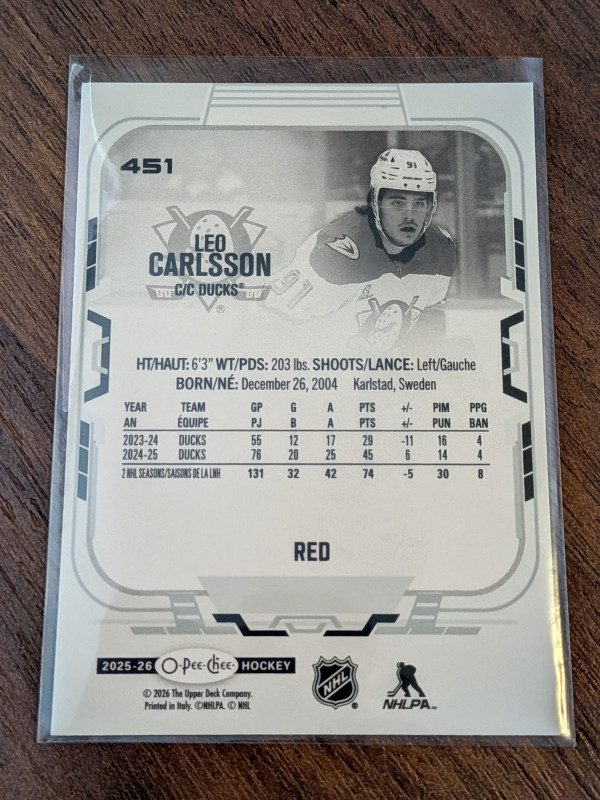 451
91
LEO
CARLSSON
C/C DUCKS®
®
91
HT/HAUT: 6'3" WT/PDS: 203 lbs. SHOOTS/LANCE: Left/Gauche
BORN/NÉ: December 26, 2004 Karlstad, Sweden
YEAR TEAM GP G A PTS +/- PIM PPG
AN ÉQUIPE PJ B A PTS +/- PUN BAN
2023-24 DUCKS 55 12 17 29 -11 16 4
2024-25 DUCKS 76 20 25 45 6 14 4
2 NHL SEASONS/SAISONS DE LA LNH 131 32 42 74 -5 30 8
RED
2025-26 O-Pee-Chee HOCKEY
© 2026 The Upper Deck Company.
Printed in Italy. ©NHLPA. © NHL
NHL
®
NHLPA